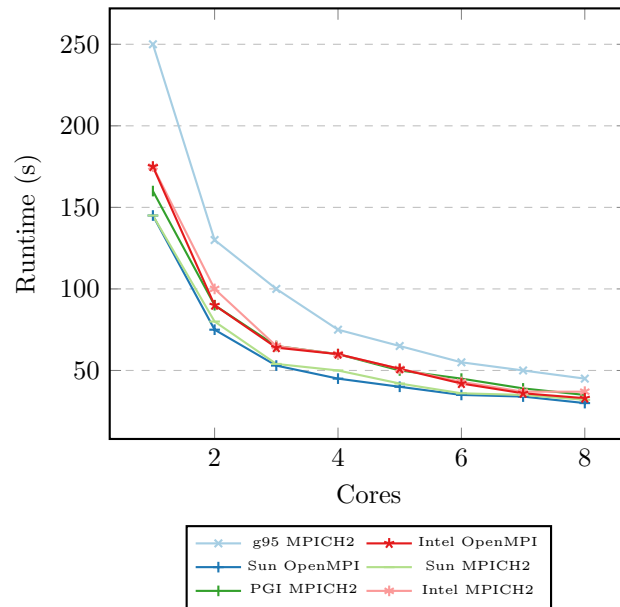 250
200
150
100
50
Runtime (s)
2 4 6 8
Cores
g95 MPICH2 Intel OpenMPI
Sun OpenMPI Sun MPICH2
PGI MPICH2 Intel MPICH2